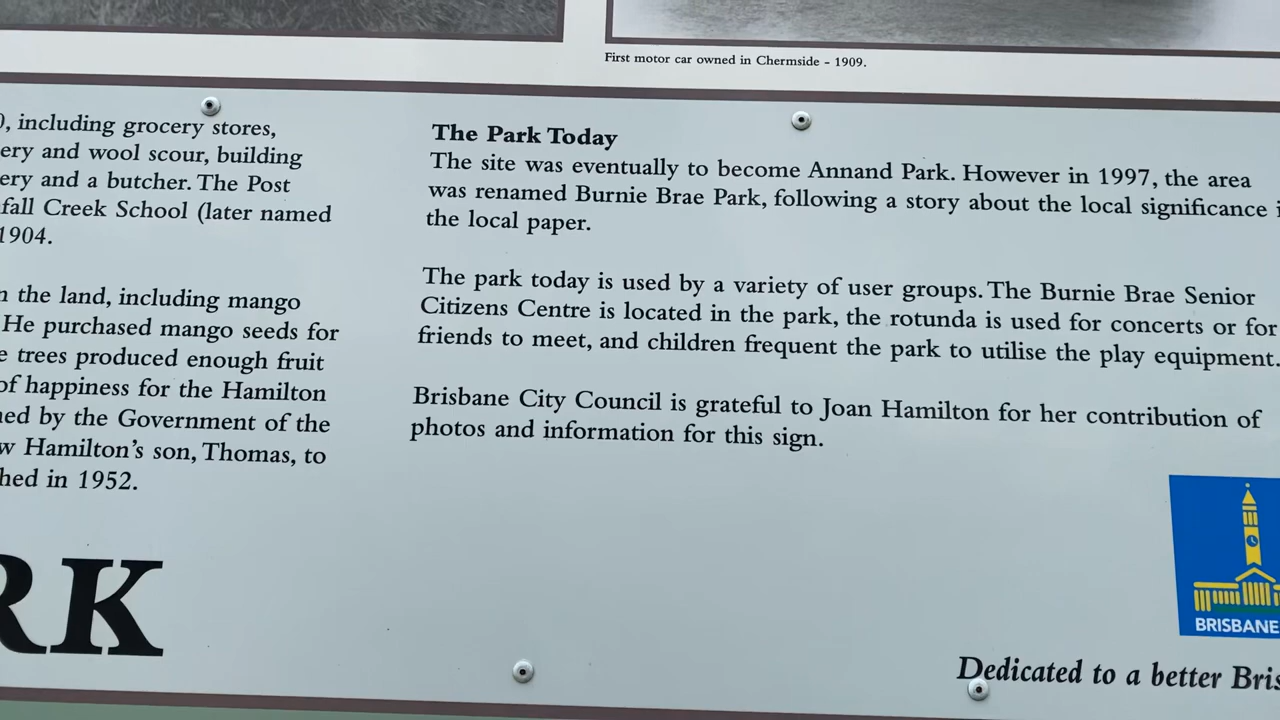 First motor car owned in Chermside - 1909.
, including grocery stores,
ery and wool scour, building
ery and a butcher. The Post
fall Creek School (later named
1904.
the land, including mango
He purchased mango seeds for
trees produced enough fruit
of happiness for the Hamilton
ned by the Government of the
w Hamilton's son, Thomas, to
hed in 1952.
The Park Today
The site was eventually to become Annand Park. However in 1997, the area
was renamed Burnie Brae Park, following a story about the local significance i
the local paper.
The park today is used by a variety of user groups. The Burnie Brae Senior
Citizens Centre is located in the park, the rotunda is used for concerts or for
friends to meet, and children frequent the park to utilise the play equipment.
Brisbane City Council is grateful to Joan Hamilton for her contribution of
photos and information for this sign.
RK
BRISBANE
Dedicated to a better Bris